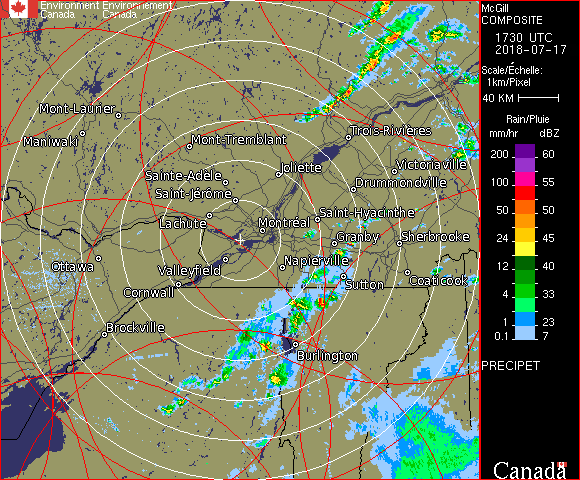 Environment Environnement
Canada Canada
McGill
COMPOSITE
1730 UTC
2018-07-17
Scale/Échelle:
1km/Pixel
40 KM
Rain/Pluie
mm/hr dBZ
200 60
100 55
50 50
24 45
12 40
4 33
1 23
0.1 7
PRECIPET
Canada
Mont-Laurier
Maniwaki
Mont-Tremblant
Trois-Rivières
Joliette
Victoriaville
Sainte-Adèle
Drummondville
Saint-Jérôme
Lachute
Saint-Hyacinthe
Montréal
Granby
Sherbrooke
Ottawa
Valleyfield
Napierville
Coaticook
Cornwall
Sutton
Brockville
Burlington